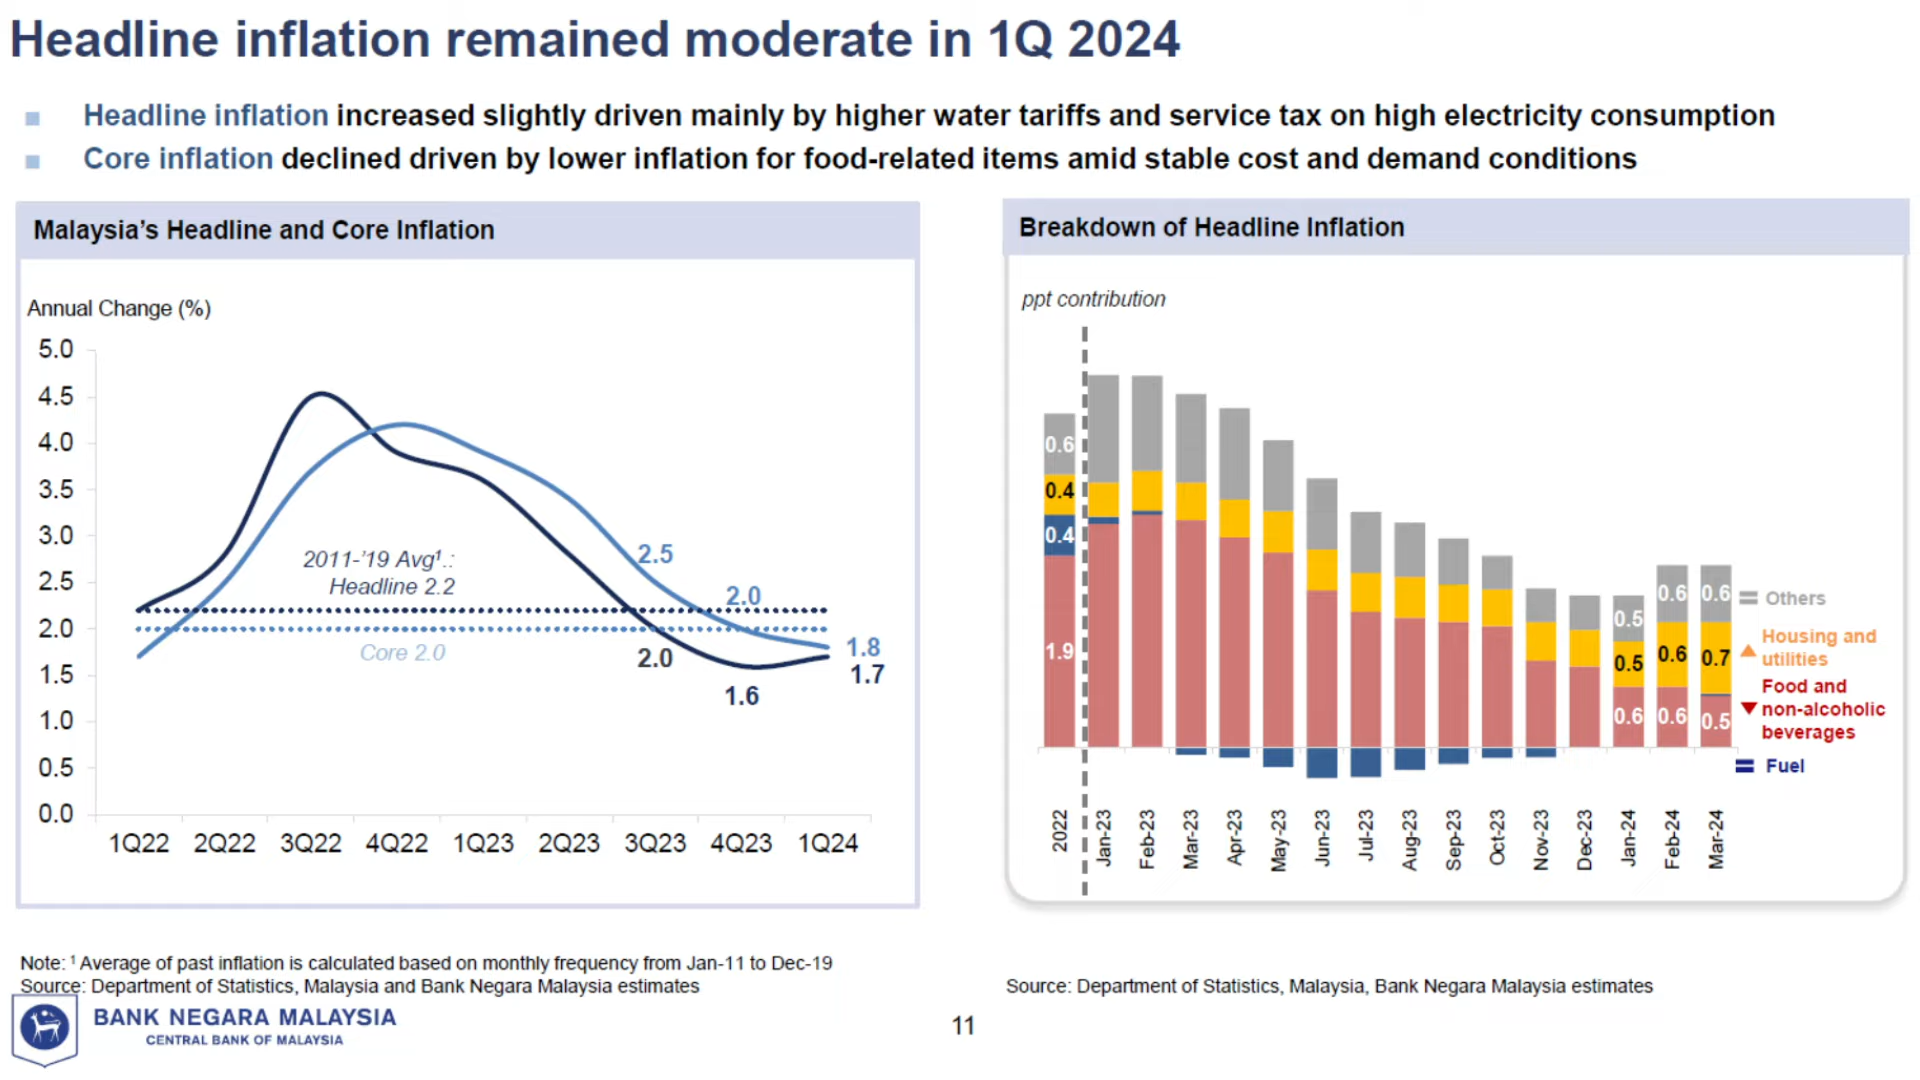 Headline inflation remained moderate in 1Q 2024
Headline inflation increased slightly driven mainly by higher water tariffs and service tax on high electricity consumption
Core inflation declined driven by lower inflation for food-related items amid stable cost and demand conditions
Malaysia's Headline and Core Inflation
Annual Change (%)
5.0
4.5
4.0
3.5
3.0
2.5
2.0
1.5
1.0
0.5
0.0
2011-'19 Avg¹.:
Headline 2.2
Core 2.0
2.5
2.0
2.0
1.6
1.8
1.7
1Q22 2Q22 3Q22 4Q22 1Q23 2Q23 3Q23 4Q23 1Q24
Note: ¹ Average of past inflation is calculated based on monthly frequency from Jan-11 to Dec-19
Source: Department of Statistics, Malaysia and Bank Negara Malaysia estimates
Breakdown of Headline Inflation
ppt contribution
0.6
0.4
0.4
1.9
0.5
0.5
0.6
0.6
0.6
0.6
0.6
0.7
0.5
Others
Housing and
utilities
Food and
non-alcoholic
beverages
Fuel
2022 Jan-23 Feb-23 Mar-23 Apr-23 May-23 Jun-23 Jul-23 Aug-23 Sep-23 Oct-23 Nov-23 Dec-23 Jan-24 Feb-24 Mar-24
Source: Department of Statistics, Malaysia, Bank Negara Malaysia estimates
BANK NEGARA MALAYSIA
CENTRAL BANK OF MALAYSIA
11